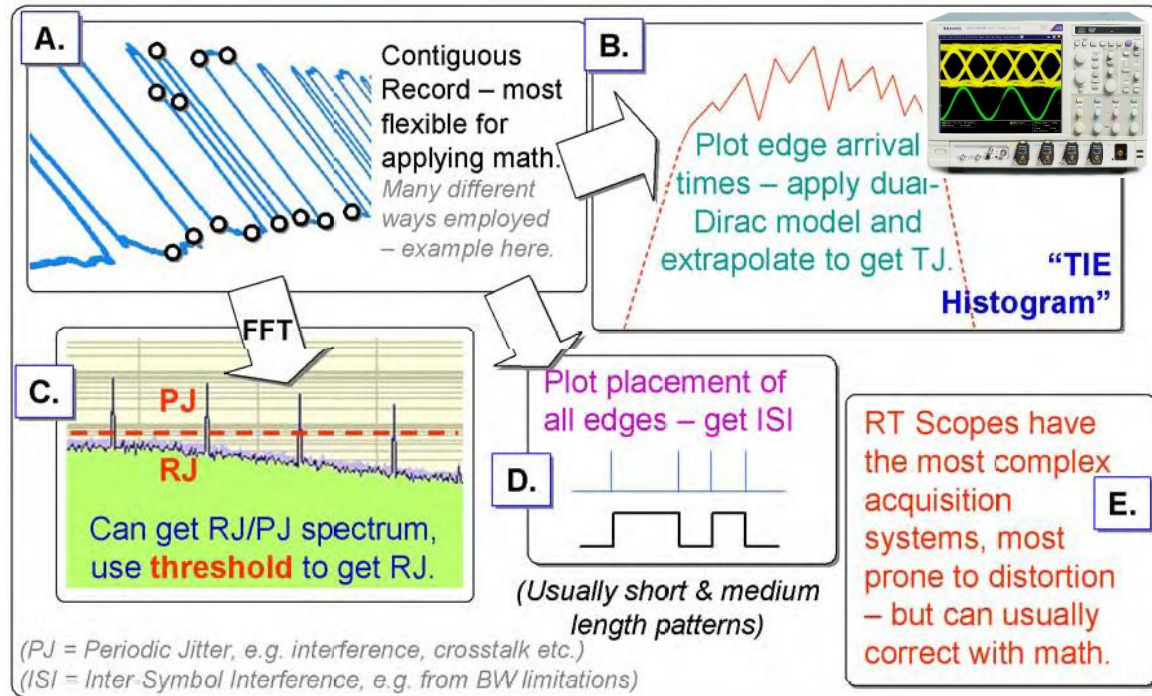 A.
Contiguous
Record – most
flexible for
applying math.
Many different
ways employed
– example here.
B.
Plot edge arrival
times – apply dual-
Dirac model and
extrapolate to get TJ.
“TIE
Histogram”
FFT
C.
PJ
RJ
Can get RJ/PJ spectrum,
use threshold to get RJ.
Plot placement of
all edges – get ISI
D.
(Usually short & medium
length patterns)
RT Scopes have
the most complex
acquisition
systems, most
prone to distortion
– but can usually
correct with math.
E.
(PJ = Periodic Jitter, e.g. interference, crosstalk etc.)
(ISI = Inter-Symbol Interference, e.g. from BW limitations)